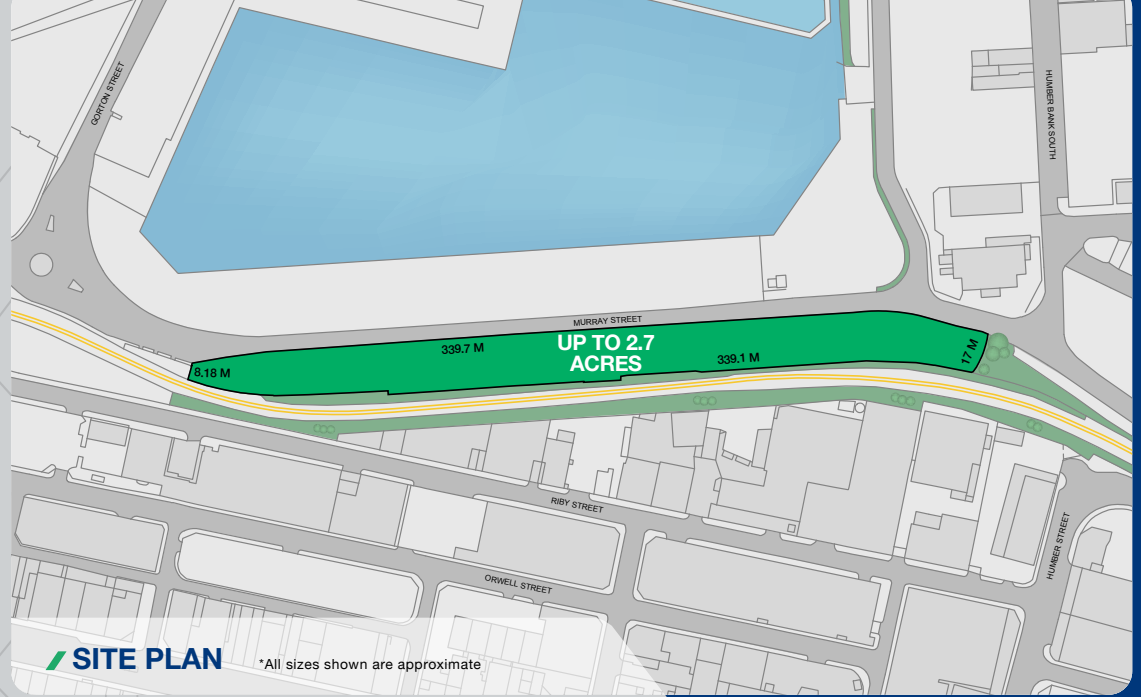 GORTON STREET
HUMBER BANK SOUTH
MURRAY STREET
339.7 M
UP TO 2.7
ACRES
339.1 M
17 M
8.18 M
RIBY STREET
ORWELL STREET
HUMBER STREET
SITE PLAN
*All sizes shown are approximate